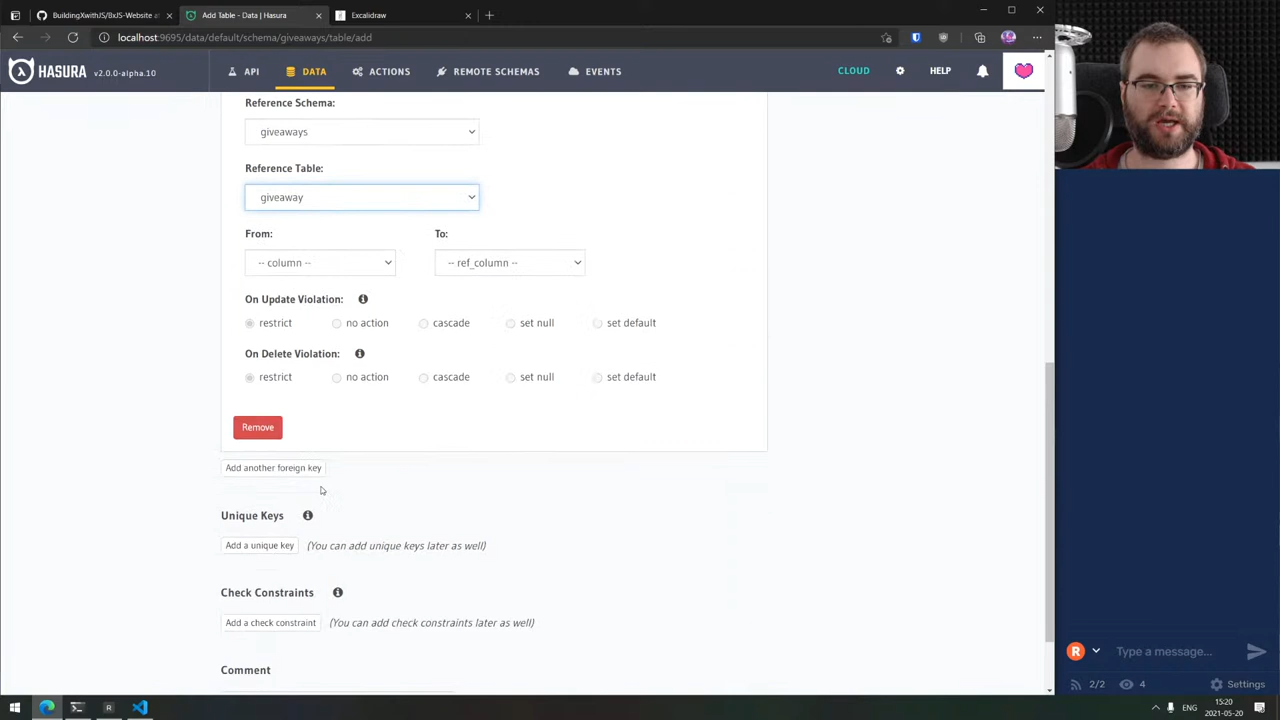 BuildingXwithJS/BxJS-Website at
Add Table - Data | Hasura
Excalidraw
localhost:9695/data/default/schema/giveaways/table/add
HASURA v2.0.0-alpha.10
API
DATA
ACTIONS
REMOTE SCHEMAS
EVENTS
CLOUD
HELP
Reference Schema:
giveaways
Reference Table:
giveaway
From: To:
-- column -- -- ref_column --
On Update Violation:
restrict no action cascade set null set default
On Delete Violation:
restrict no action cascade set null set default
Remove
Add another foreign key
Unique Keys
Add a unique key (You can add unique keys later as well)
Check Constraints
Add a check constraint (You can add check constraints later as well)
Comment
R Type a message...
2/2 4 Settings
ENG 15:20
2021-05-20